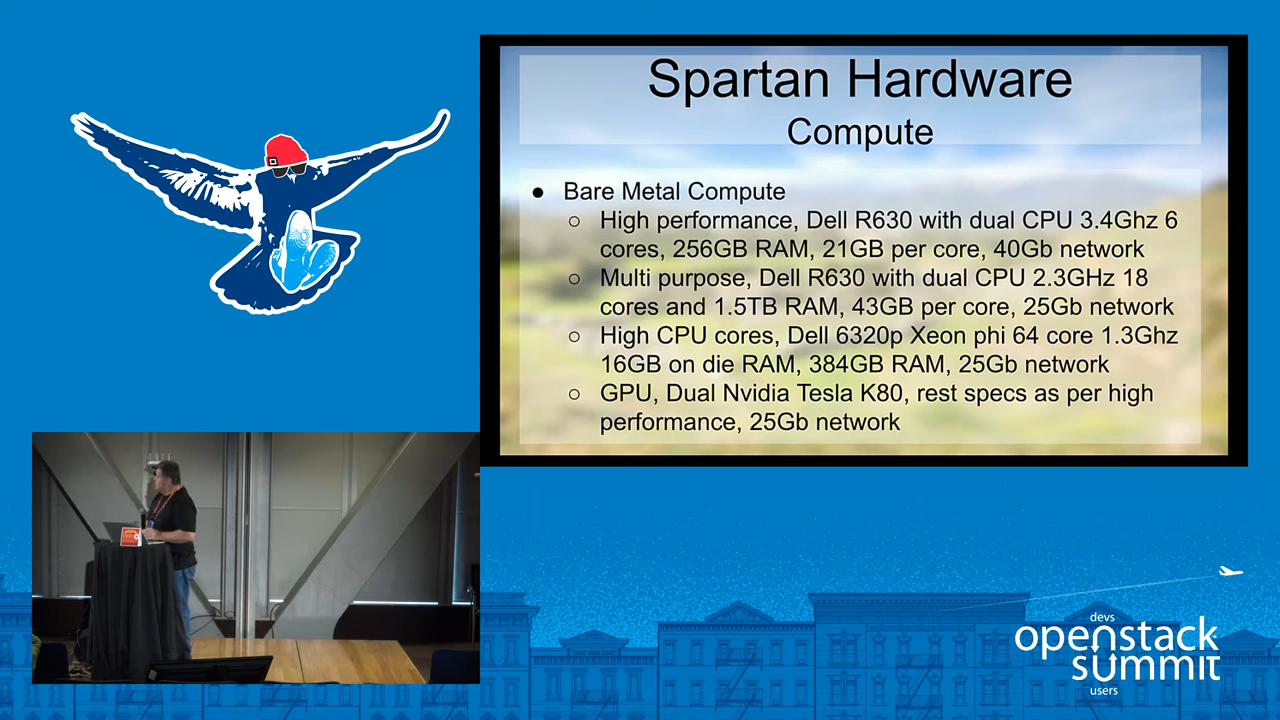 Spartan Hardware
Compute
● Bare Metal Compute
○ High performance, Dell R630 with dual CPU 3.4Ghz 6
cores, 256GB RAM, 21GB per core, 40Gb network
○ Multi purpose, Dell R630 with dual CPU 2.3GHz 18
cores and 1.5TB RAM, 43GB per core, 25Gb network
○ High CPU cores, Dell 6320p Xeon phi 64 core 1.3Ghz
16GB on die RAM, 384GB RAM, 25Gb network
○ GPU, Dual Nvidia Tesla K80, rest specs as per high
performance, 25Gb network
devs
openstack
summit
users